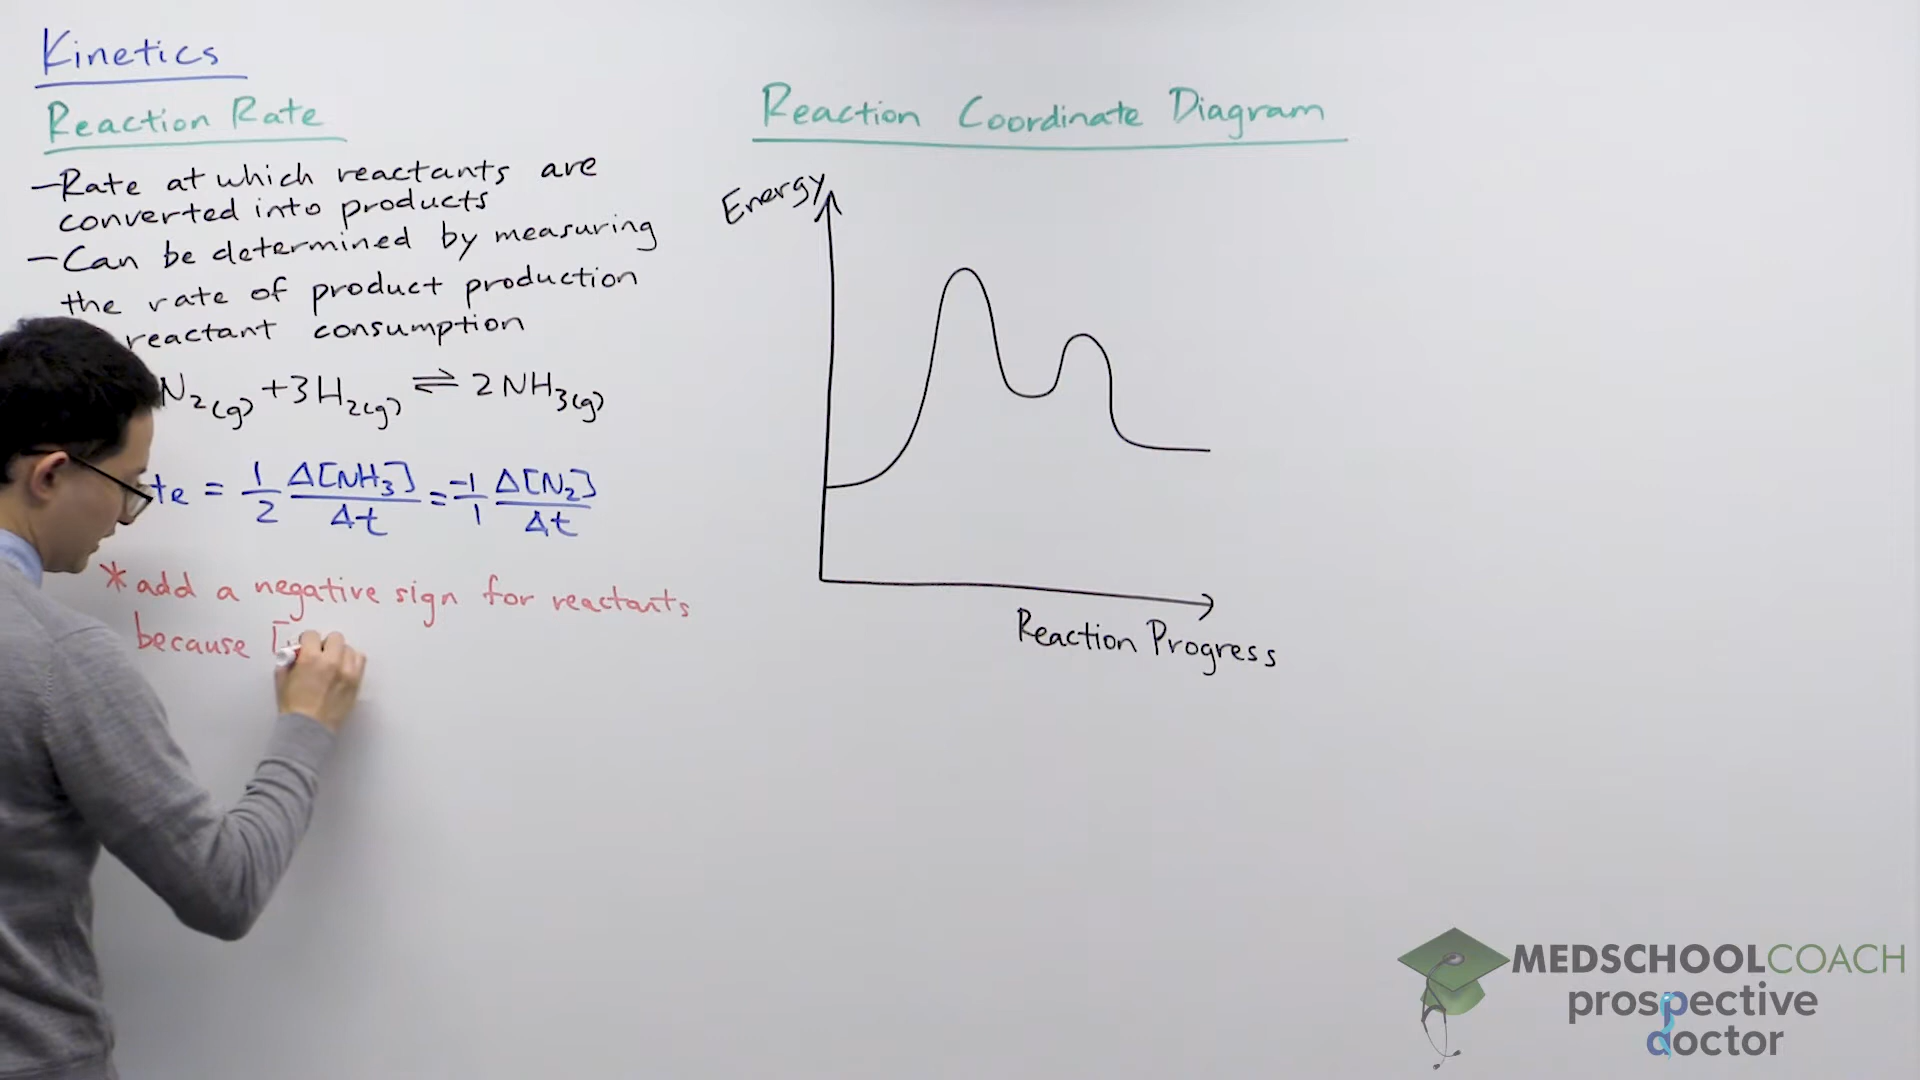 Kinetics
Reaction Rate
-Rate at which reactants are
converted into products
-Can be determined by measuring
the rate of product production
reactant consumption
N₂(g) +3H₂(g) ⇌ 2NH₃(g)
te = 1/2 Δ[NH₃]/Δt = -1/1 Δ[N₂]/Δt
*add a negative sign for reactants
because [
Reaction Coordinate Diagram
Energy
Reaction Progress
MEDSCHOOLCOACH
prospective
doctor